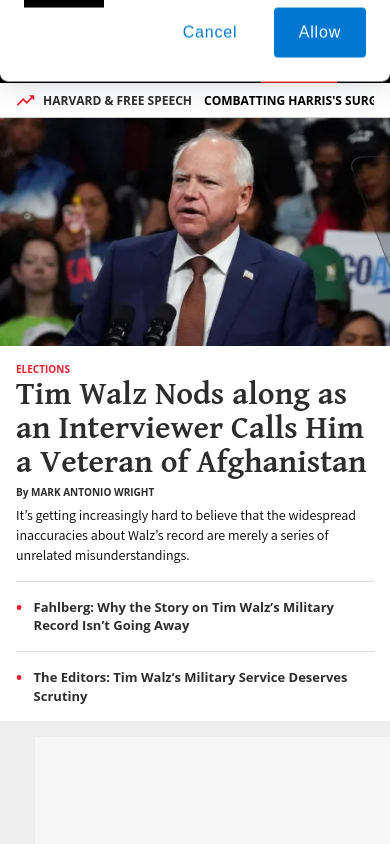 Cancel Allow
HARVARD & FREE SPEECH COMBATTING HARRIS'S
ELECTIONS
Tim Walz Nods along as
an Interviewer Calls Him
a Veteran of Afghanistan
By MARK ANTONIO WRIGHT
It’s getting increasingly hard to believe that the widespread
inaccuracies about Walz’s record are merely a series of
unrelated misunderstandings.
• Fahlberg: Why the Story on Tim Walz’s Military
Record Isn’t Going Away
• The Editors: Tim Walz’s Military Service Deserves
Scrutiny